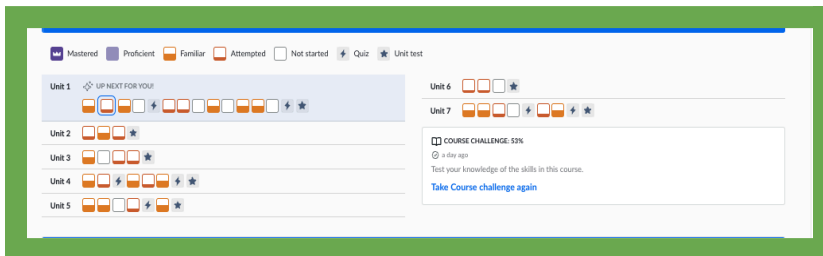 Mastered Proficient Familiar Attempted Not started Quiz Unit test
Unit 1 UP NEXT FOR YOU!
Unit 2
Unit 3
Unit 4
Unit 5
Unit 6
Unit 7
COURSE CHALLENGE: 53%
a day ago
Test your knowledge of the skills in this course.
Take Course challenge again